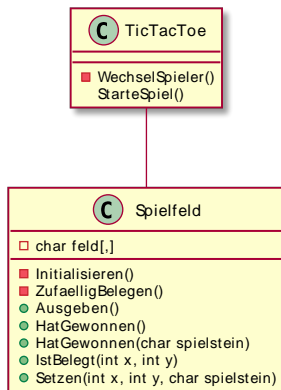 C TicTacToe
WechselSpieler()
StarteSpiel()
C Spielfeld
char feld[,]
Initialisieren()
ZufaelligBelegen()
Ausgeben()
HatGewonnen()
HatGewonnen(char spielstein)
IstBelegt(int x, int y)
Setzen(int x, int y, char spielstein)